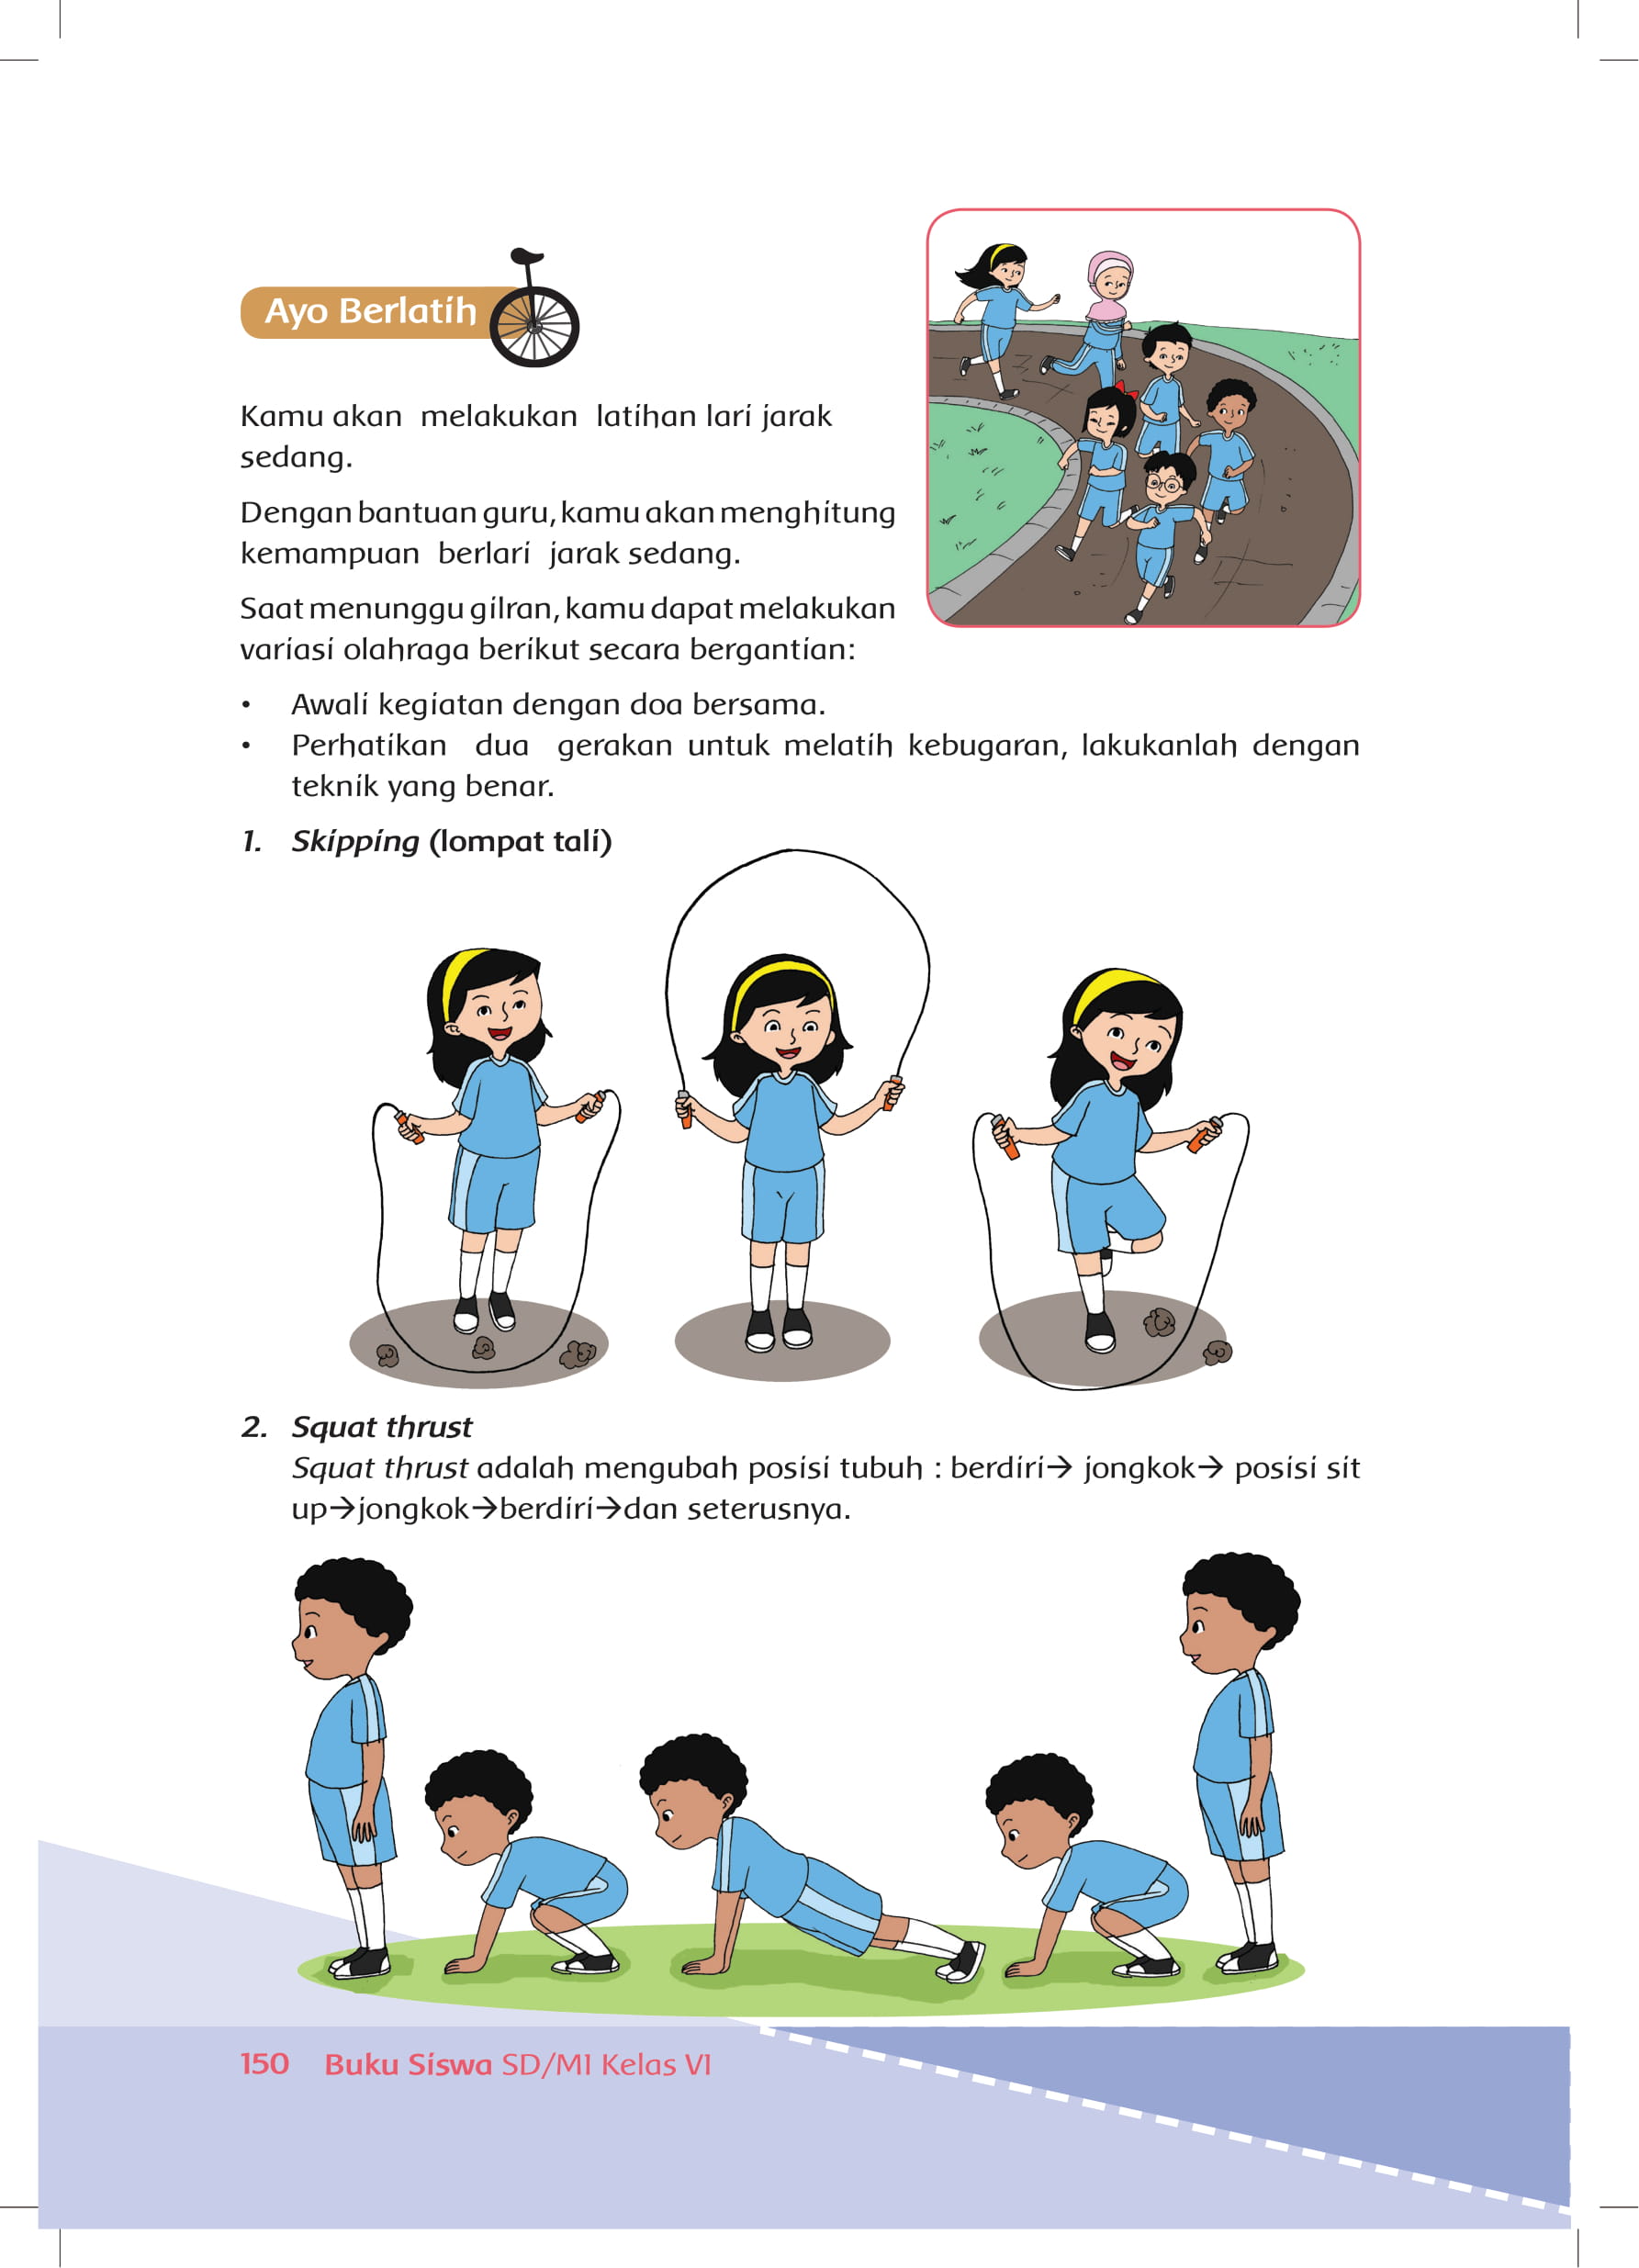 Ayo Berlatih
Kamu akan melakukan latihan lari jarak
sedang.
Dengan bantuan guru, kamu akan menghitung
kemampuan berlari jarak sedang.
Saat menunggu gilran, kamu dapat melakukan
variasi olahraga berikut secara bergantian:
• Awali kegiatan dengan doa bersama.
• Perhatikan dua gerakan untuk melatih kebugaran, lakukanlah dengan
teknik yang benar.
1. Skipping (lompat tali)
2. Squat thrust
Squat thrust adalah mengubah posisi tubuh : berdiri→ jongkok→ posisi sit
up→jongkok→berdiri→dan seterusnya.
150 Buku Siswa SD/MI Kelas VI